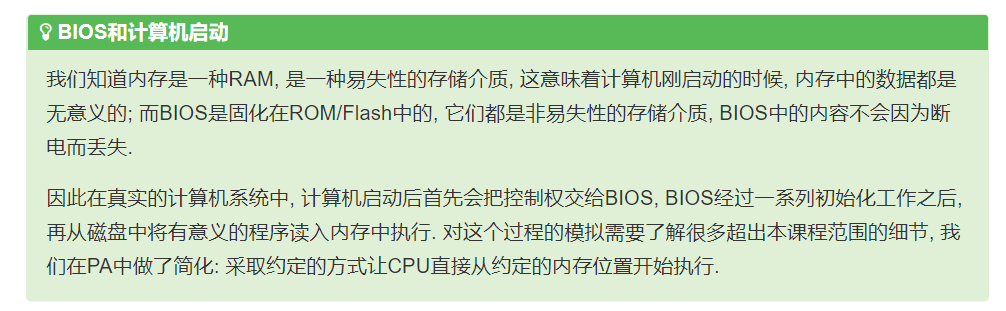 BIOS和计算机启动
我们知道内存是一种RAM, 是一种易失性的存储介质, 这意味着计算机刚启动的时候, 内存中的数据都是
无意义的; 而BIOS是固化在ROM/Flash中的, 它们都是非易失性的存储介质, BIOS中的内容不会因为断
电而丢失.
因此在真实的计算机系统中, 计算机启动后首先会把控制权交给BIOS, BIOS经过一系列初始化工作之后,
再从磁盘中将有意义的程序读入内存中执行. 对这个过程的模拟需要了解很多超出本课程范围的细节, 我
们在PA中做了简化: 采取约定的方式让CPU直接从约定的内存位置开始执行.